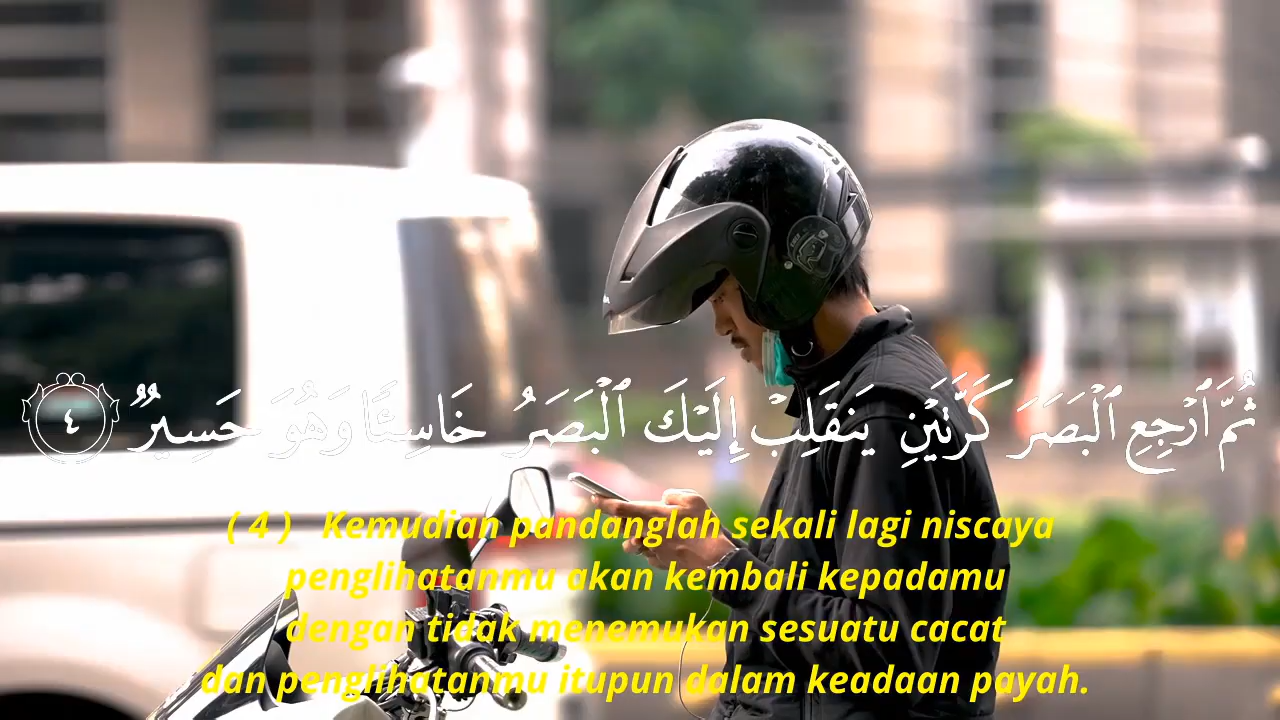 ثُمَّ ٱرْجِعِ ٱلْبَصَرَ كَرَّتَيْنِ يَنقَلِبْ إِلَيْكَ ٱلْبَصَرُ خَاسِئًا وَهُوَ حَسِيرٌ ٤
( 4 ) Kemudian pandanglah sekali lagi niscaya
penglihatanmu akan kembali kepadamu
dengan tidak menemukan sesuatu cacat
dan penglihatanmu itupun dalam keadaan payah.